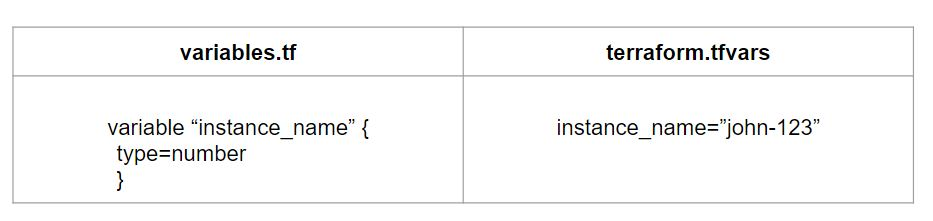 variables.tf
terraform.tfvars
variable “instance_name” {
type=number
}
instance_name=”john-123”